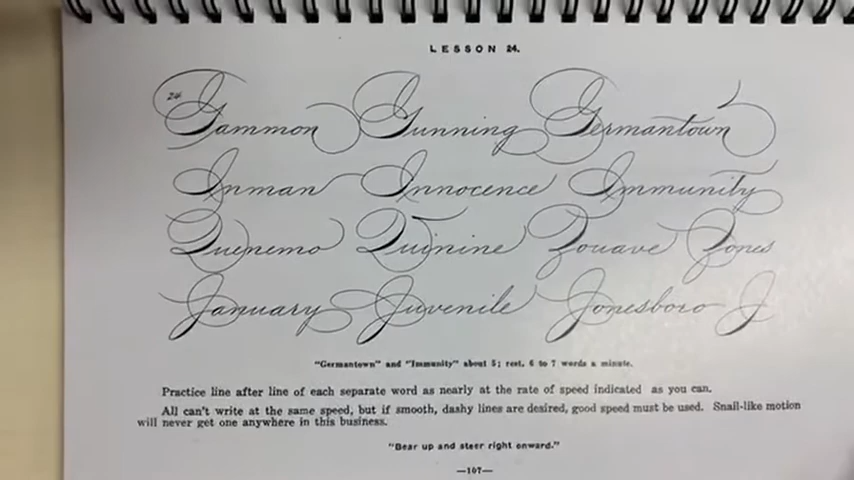 LESSON 24.
24 Gammon Gunning Germantown
Inman Innocence Immunity
Quenemo Quinine Zouave Zones
January Juvenile Jonesboro J
"Germantown" and "Immunity" about 5; rest, 6 to 7 words a minute.
Practice line after line of each separate word as nearly at the rate of speed indicated as you can.
All can't write at the same speed, but if smooth, dashy lines are desired, good speed must be used. Snail-like motion
will never get one anywhere in this business.
"Bear up and steer right onward."
—107—